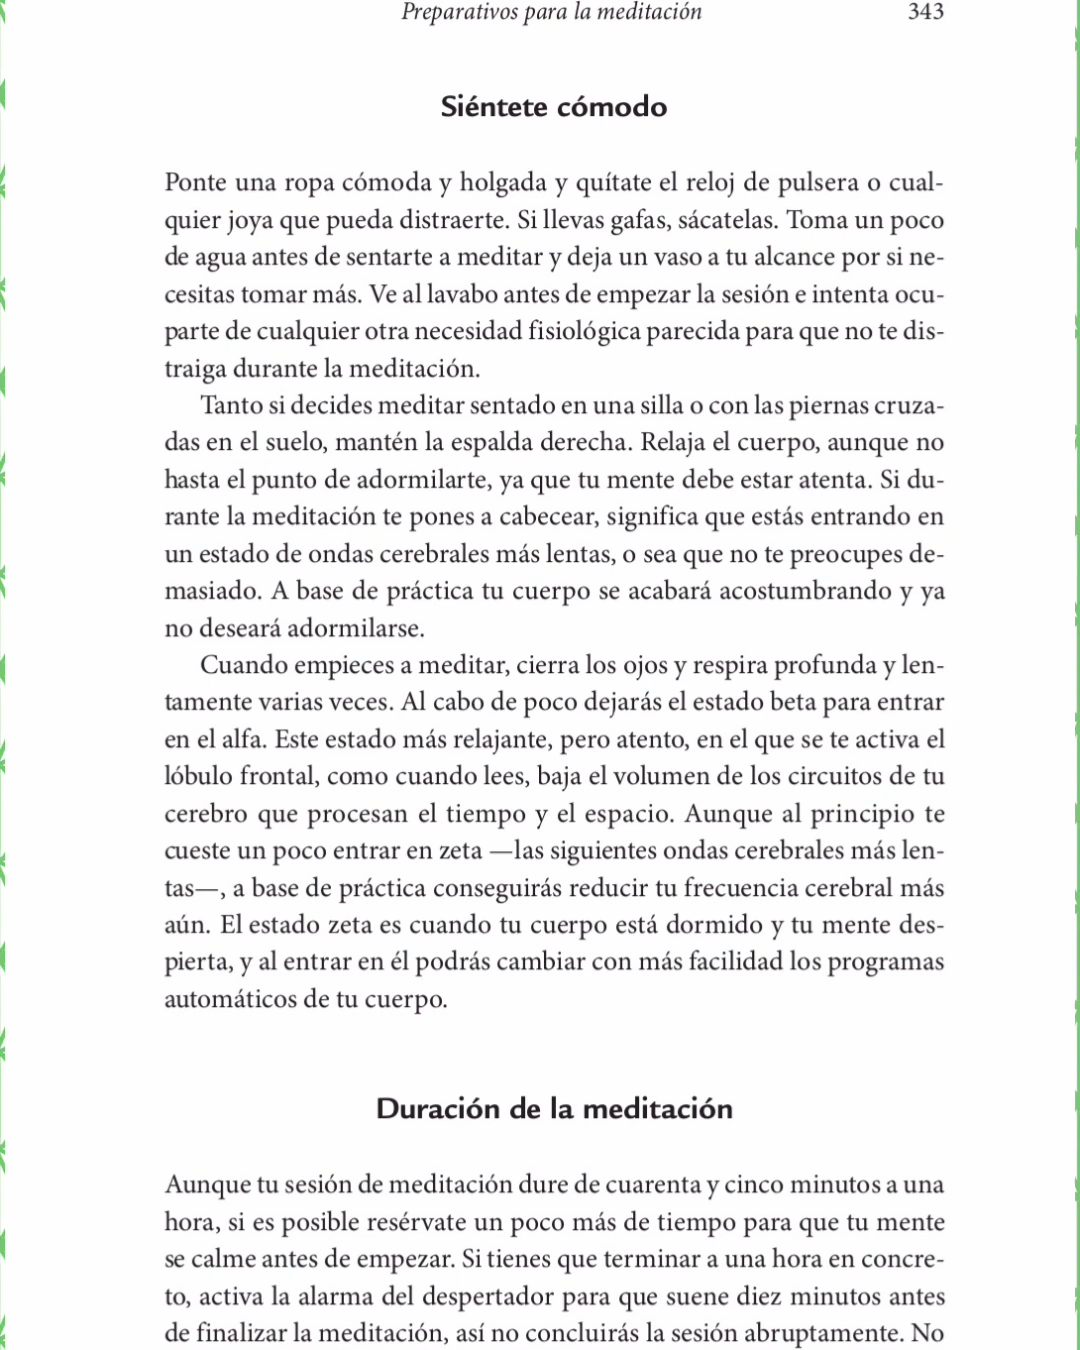 Preparativos para la meditación 343
Siéntete cómodo
Ponte una ropa cómoda y holgada y quítate el reloj de pulsera o cual-
quier joya que pueda distraerte. Si llevas gafas, sácatelas. Toma un poco
de agua antes de sentarte a meditar y deja un vaso a tu alcance por si ne-
cesitas tomar más. Ve al lavabo antes de empezar la sesión e intenta ocu-
parte de cualquier otra necesidad fisiológica parecida para que no te dis-
traiga durante la meditación.
Tanto si decides meditar sentado en una silla o con las piernas cruza-
das en el suelo, mantén la espalda derecha. Relaja el cuerpo, aunque no
hasta el punto de adormilarte, ya que tu mente debe estar atenta. Si du-
rante la meditación te pones a cabecear, significa que estás entrando en
un estado de ondas cerebrales más lentas, o sea que no te preocupes de-
masiado. A base de práctica tu cuerpo se acabará acostumbrando y ya
no deseará adormilarse.
Cuando empieces a meditar, cierra los ojos y respira profunda y len-
tamente varias veces. Al cabo de poco dejarás el estado beta para entrar
en el alfa. Este estado más relajante, pero atento, en el que se te activa el
lóbulo frontal, como cuando lees, baja el volumen de los circuitos de tu
cerebro que procesan el tiempo y el espacio. Aunque al principio te
cueste un poco entrar en zeta —las siguientes ondas cerebrales más len-
tas—, a base de práctica conseguirás reducir tu frecuencia cerebral más
aún. El estado zeta es cuando tu cuerpo está dormido y tu mente des-
pierta, y al entrar en él podrás cambiar con más facilidad los programas
automáticos de tu cuerpo.
Duración de la meditación
Aunque tu sesión de meditación dure de cuarenta y cinco minutos a una
hora, si es posible resérvate un poco más de tiempo para que tu mente
se calme antes de empezar. Si tienes que terminar a una hora en concre-
to, activa la alarma del despertador para que suene diez minutos antes
de finalizar la meditación, así no concluirás la sesión abruptamente. No